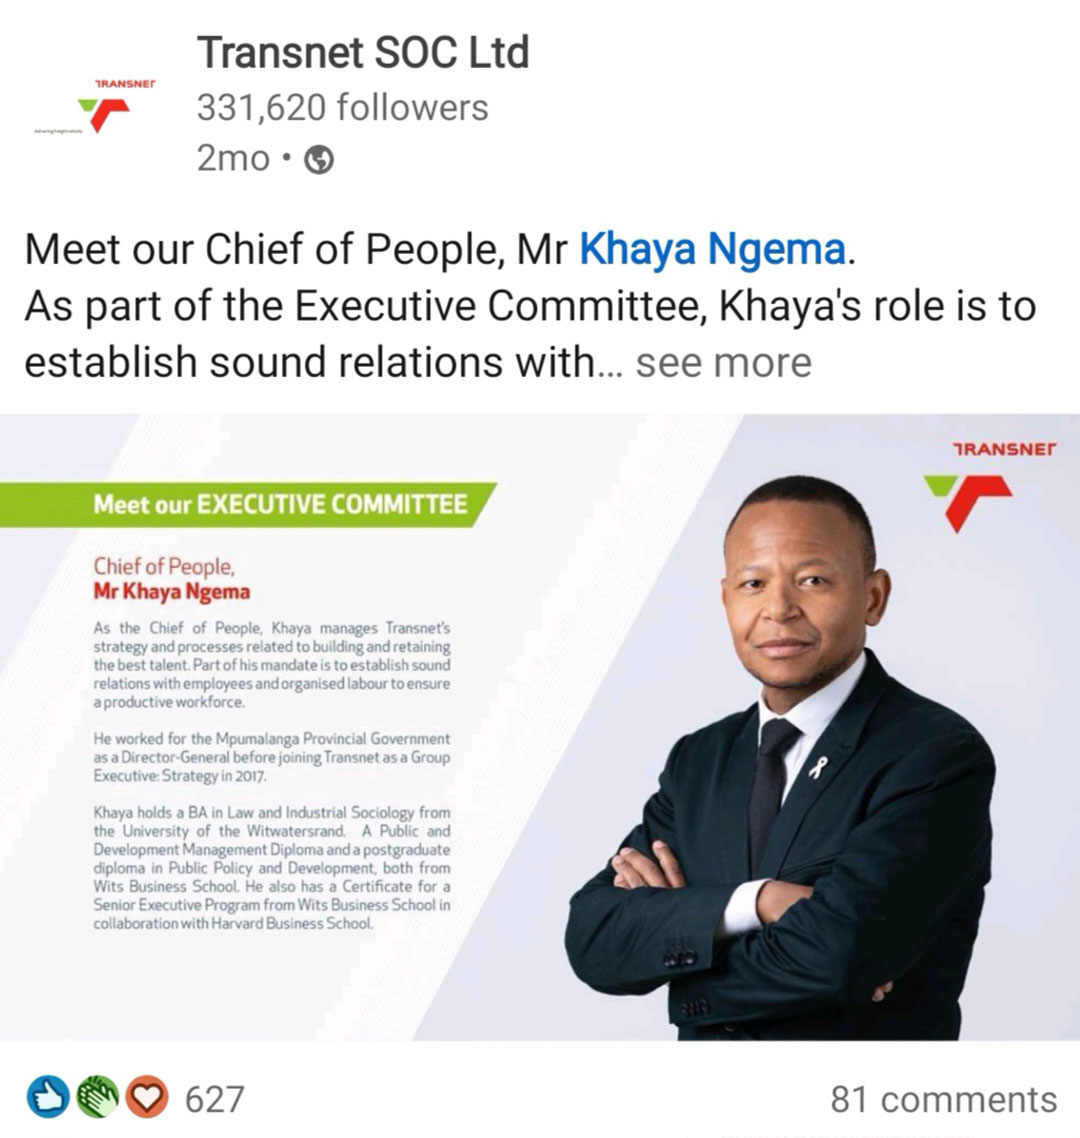 TRANSNET
Transnet SOC Ltd
331,620 followers
2mo •
Meet our Chief of People, Mr Khaya Ngema.
As part of the Executive Committee, Khaya's role is to
establish sound relations with... see more
TRANSNET
Meet our EXECUTIVE COMMITTEE
Chief of People,
Mr Khaya Ngema
As the Chief of People, Khaya manages Transnet's
strategy and processes related to building and retaining
the best talent. Part of his mandate is to establish sound
relations with employees and organised labour to ensure
a productive workforce.
He worked for the Mpumalanga Provincial Government
as a Director-General before joining Transnet as a Group
Executive: Strategy in 2017.
Khaya holds a BA in Law and Industrial Sociology from
the University of the Witwatersrand. A Public and
Development Management Diploma and a postgraduate
diploma in Public Policy and Development, both from
Wits Business School. He also has a Certificate for a
Senior Executive Program from Wits Business School in
collaboration with Harvard Business School.
627
81 comments